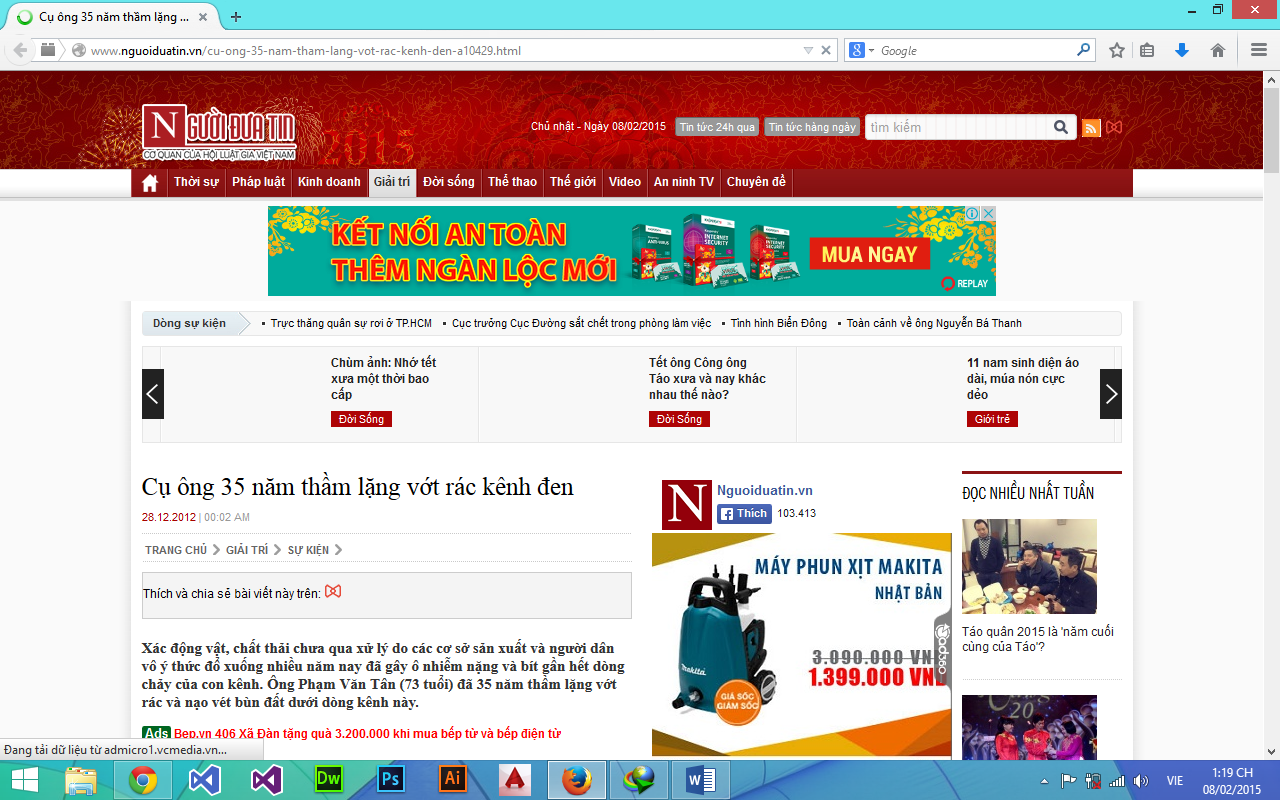 Cụ ông 35 năm thầm lặng ...
www.nguoiduatin.vn/cu-ong-35-nam-tham-lang-vot-rac-kenh-den-a10429.html
Google
NGƯỜI ĐƯA TIN
CƠ QUAN CỦA HỘI LUẬT GIA VIỆT NAM
2015
Chủ nhật - Ngày 08/02/2015
Tin tức 24h qua
Tin tức hàng ngày
tìm kiếm
Thời sự
Pháp luật
Kinh doanh
Giải trí
Đời sống
Thể thao
Thế giới
Video
An ninh TV
Chuyên đề
KẾT NỐI AN TOÀN
THÊM NGÀN LỘC MỚI
ANTI-VIRUS
INTERNET SECURITY
INTERNET SECURITY
MUA NGAY
REPLAY
Dòng sự kiện
Trực thăng quân sự rơi ở TP.HCM
Cục trưởng Cục Đường sắt chết trong phòng làm việc
Tình hình Biển Đông
Toàn cảnh về ông Nguyễn Bá Thanh
Chùm ảnh: Nhớ tết
xưa một thời bao
cấp
Đời Sống
Tết ông Công ông
Táo xưa và nay khác
nhau thế nào?
Đời Sống
11 nam sinh diện áo
dài, múa nón cực
dẻo
Giới trẻ
Cụ ông 35 năm thầm lặng vớt rác kênh đen
28.12.2012 | 00:02 AM
TRANG CHỦ
GIẢI TRÍ
SỰ KIỆN
Thích và chia sẽ bài viết này trên:
Xác động vật, chất thải chưa qua xử lý do các cơ sở sản xuất và người dân
vô ý thức đổ xuống nhiều năm nay đã gây ô nhiễm nặng và bít gần hết dòng
chảy của con kênh. Ông Phạm Văn Tân (73 tuổi) đã 35 năm thầm lặng vớt
rác và nạo vét bùn đất dưới dòng kênh này.
Ads Bep.vn 406 Xã Đàn tặng quà 3.200.000 khi mua bếp từ và bếp điện từ
N
Nguoiduatin.vn
Thích
103.413
MÁY PHUN XỊT MAKITA
NHẬT BẢN
makita
3.090.000 VNĐ
1.399.000 VNĐ
GIÁ SỐC
GIẢM SỐC
ad360
ĐỌC NHIỀU NHẤT TUẦN
Táo quân 2015 là 'năm cuối
cùng của Táo'?
20
Đang tải dữ liệu từ admicro1.vcmedia.vn...
Dw
Ps
Ai
VIE
1:19 CH
08/02/2015